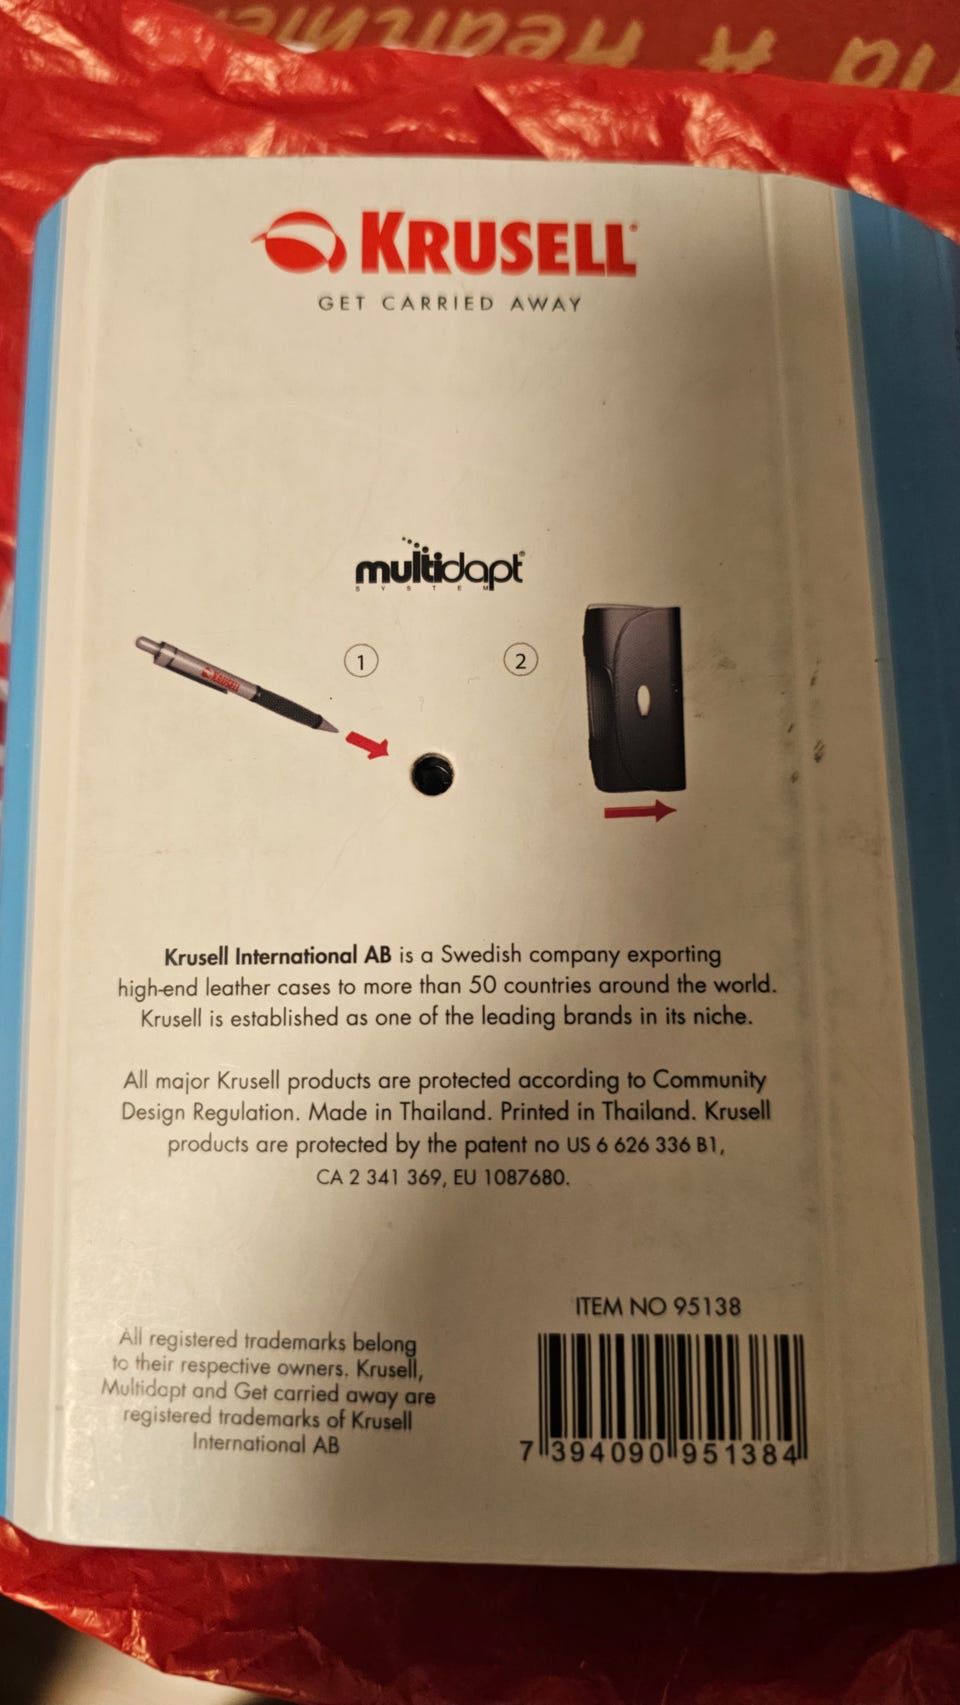 nd A Healthie
KRUSELL®
GET CARRIED AWAY
multidapt®
SYSTEM
1
2
KRUSELL
Krusell International AB is a Swedish company exporting
high-end leather cases to more than 50 countries around the world.
Krusell is established as one of the leading brands in its niche.
All major Krusell products are protected according to Community
Design Regulation. Made in Thailand. Printed in Thailand. Krusell
products are protected by the patent no US 6 626 336 B1,
CA 2 341 369, EU 1087680.
ITEM NO 95138
All registered trademarks belong
to their respective owners. Krusell,
Multidapt and Get carried away are
registered trademarks of Krusell
International AB
7 394090 951384